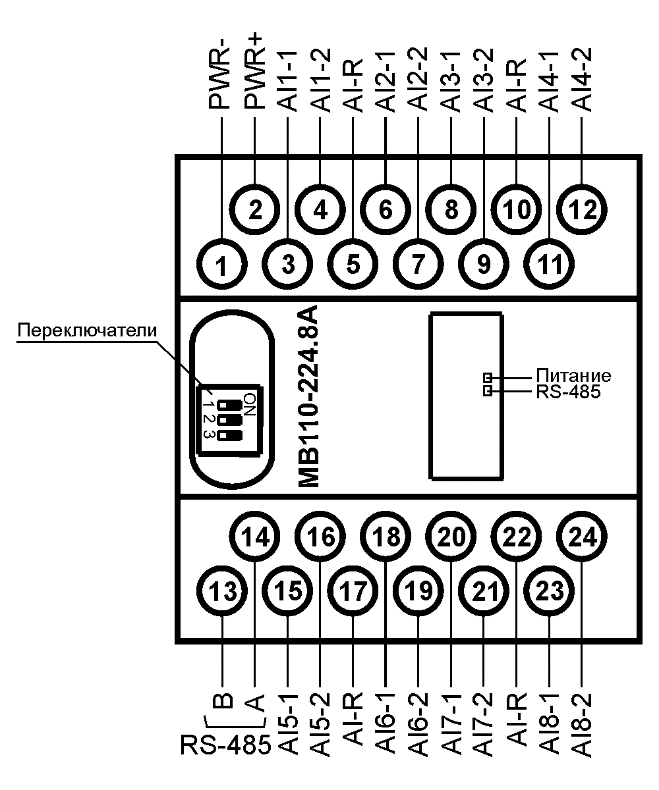 PWR-
PWR+
AI1-1
AI1-2
AI-R
AI2-1
AI2-2
AI3-1
AI3-2
AI-R
AI4-1
AI4-2
2 4 6 8 10 12
1 3 5 7 9 11
Переключатели
ON
1
2
3
МВ110-224.8А
Питание
RS-485
14 16 18 20 22 24
13 15 17 19 21 23
B
A
RS-485
AI5-1
AI5-2
AI-R
AI6-1
AI6-2
AI7-1
AI7-2
AI-R
AI8-1
AI8-2